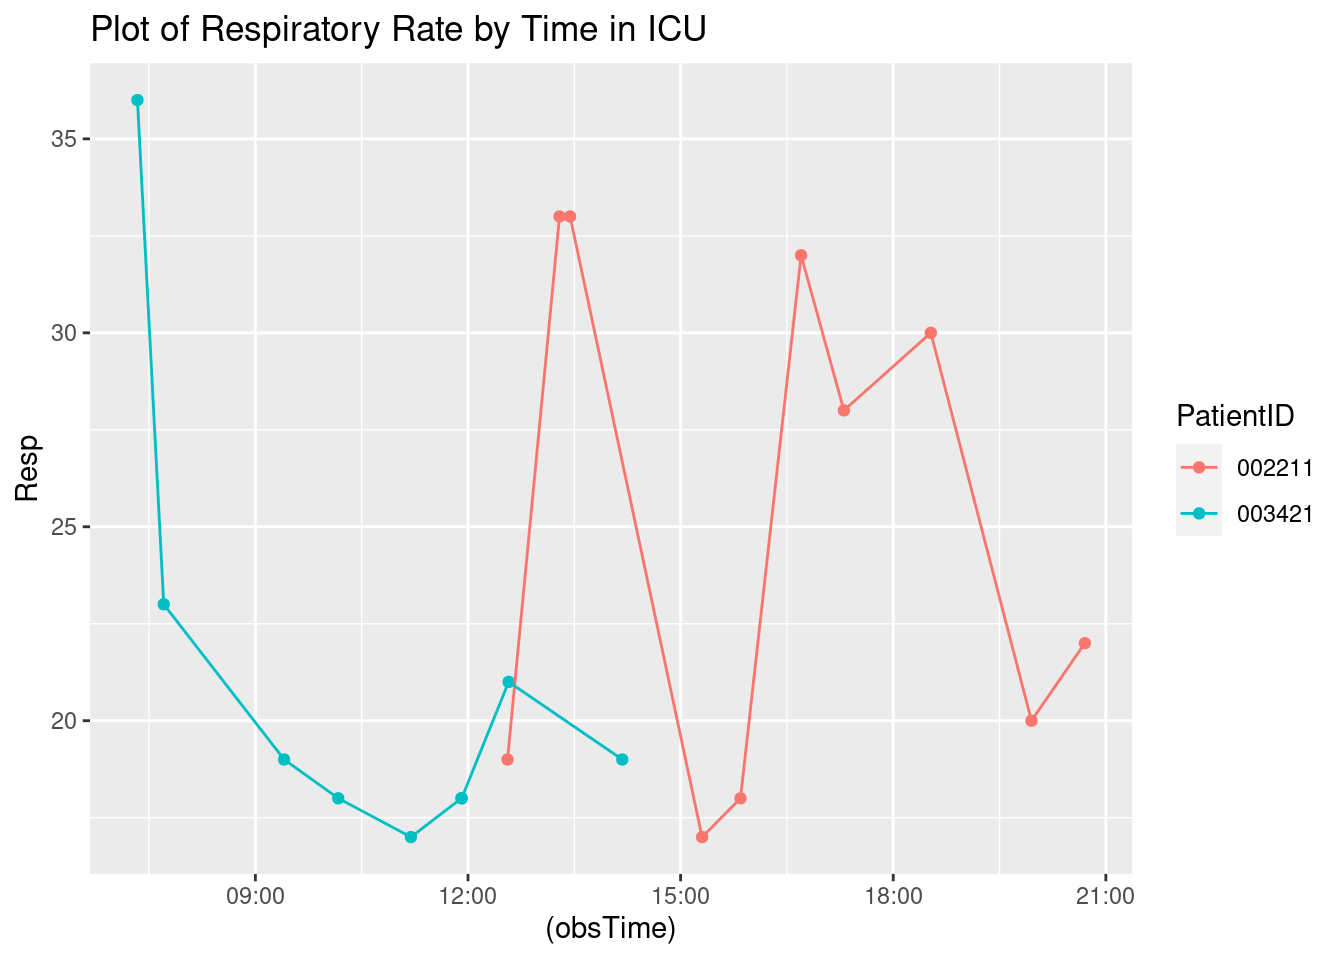 Plot of Respiratory Rate by Time in ICU
35
30
25
20
Resp
09:00
12:00
15:00
18:00
21:00
(obsTime)
PatientID
002211
003421